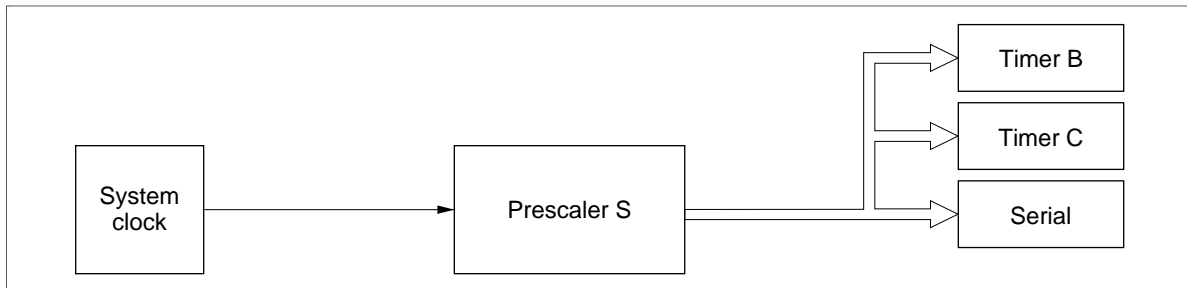 System
clock
Prescaler S
Timer B
Timer C
Serial